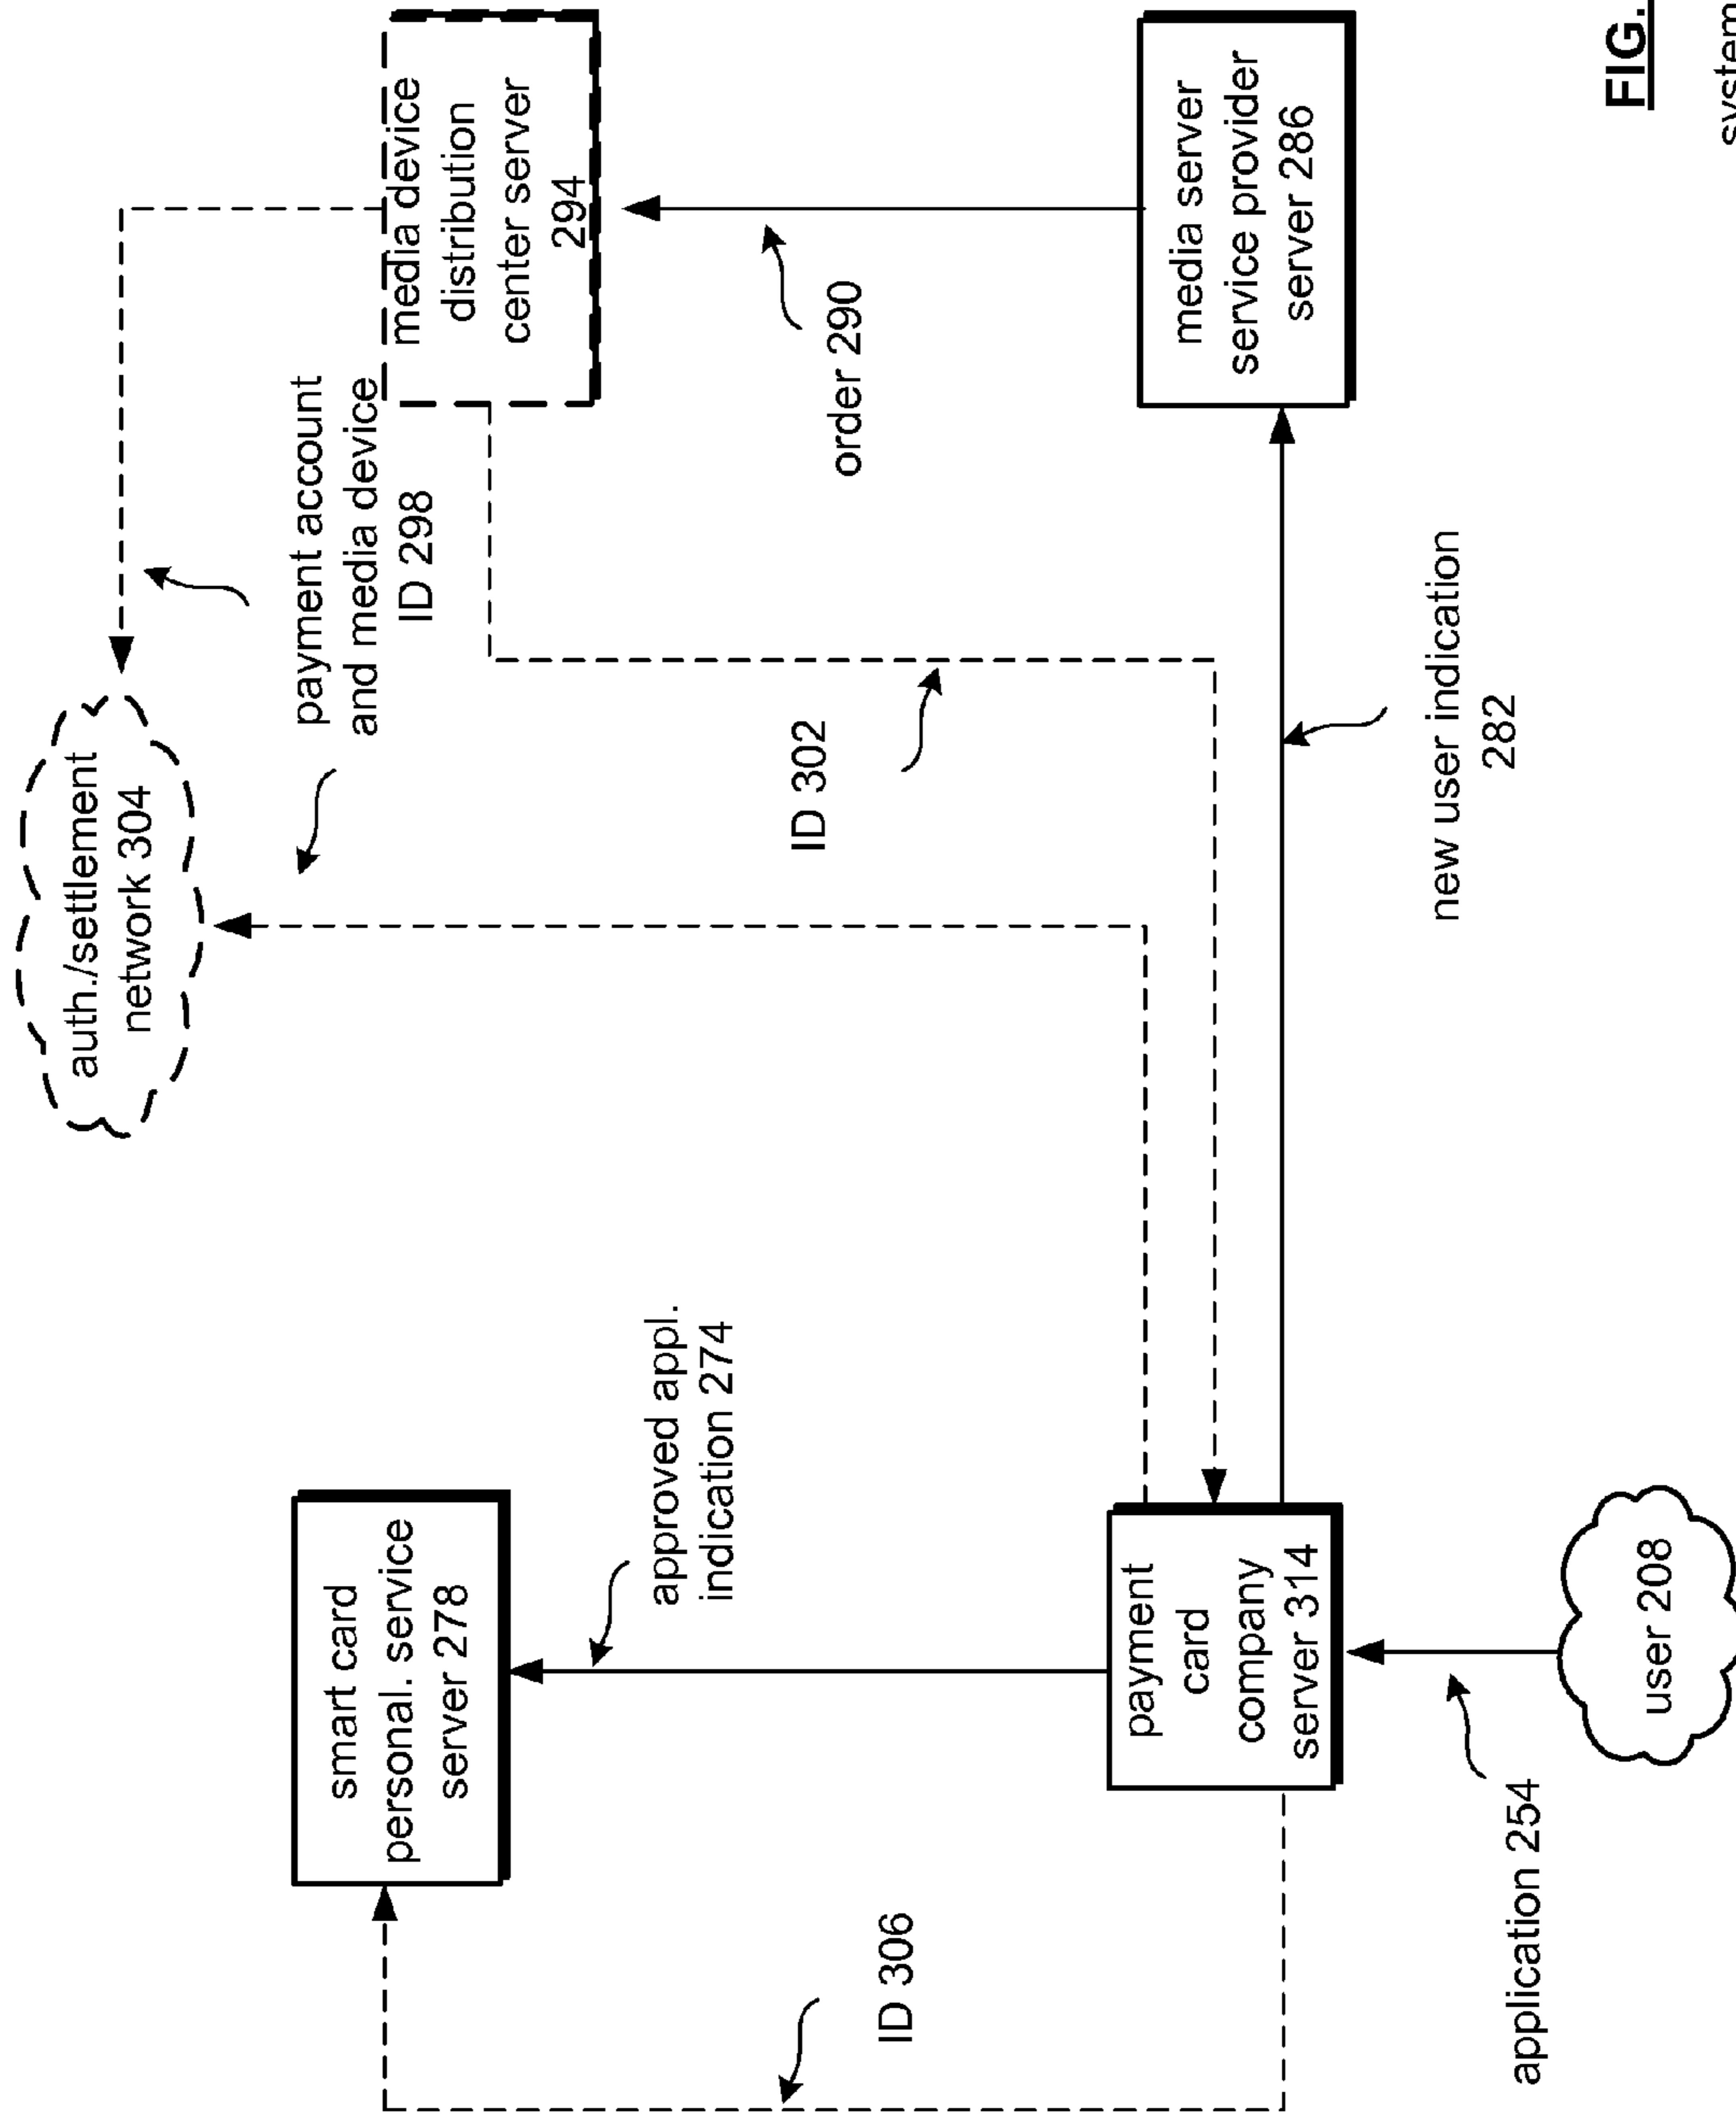 smart card
personal. service
server 278
auth./settlement
network 304
media device
distribution
center server
294
payment account
and media device
ID 298
approved appl.
indication 274
ID 302
order 290
ID 306
payment
card
company
server 314
media server
service provider
server 286
application 254
user 208
new user indication
282
FIG.
system